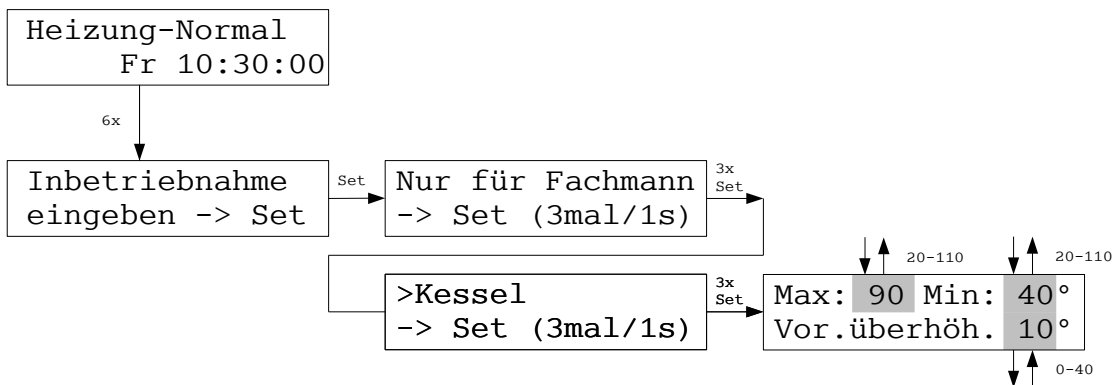 Heizung-Normal
Fr 10:30:00
6x
Inbetriebnahme
eingeben -> Set
Set
Nur für Fachmann
-> Set (3mal/1s)
3x
Set
>Kessel
-> Set (3mal/1s)
3x
Set
20-110
20-110
Max: 90 Min: 40°
Vor.überhöh. 10°
0-40